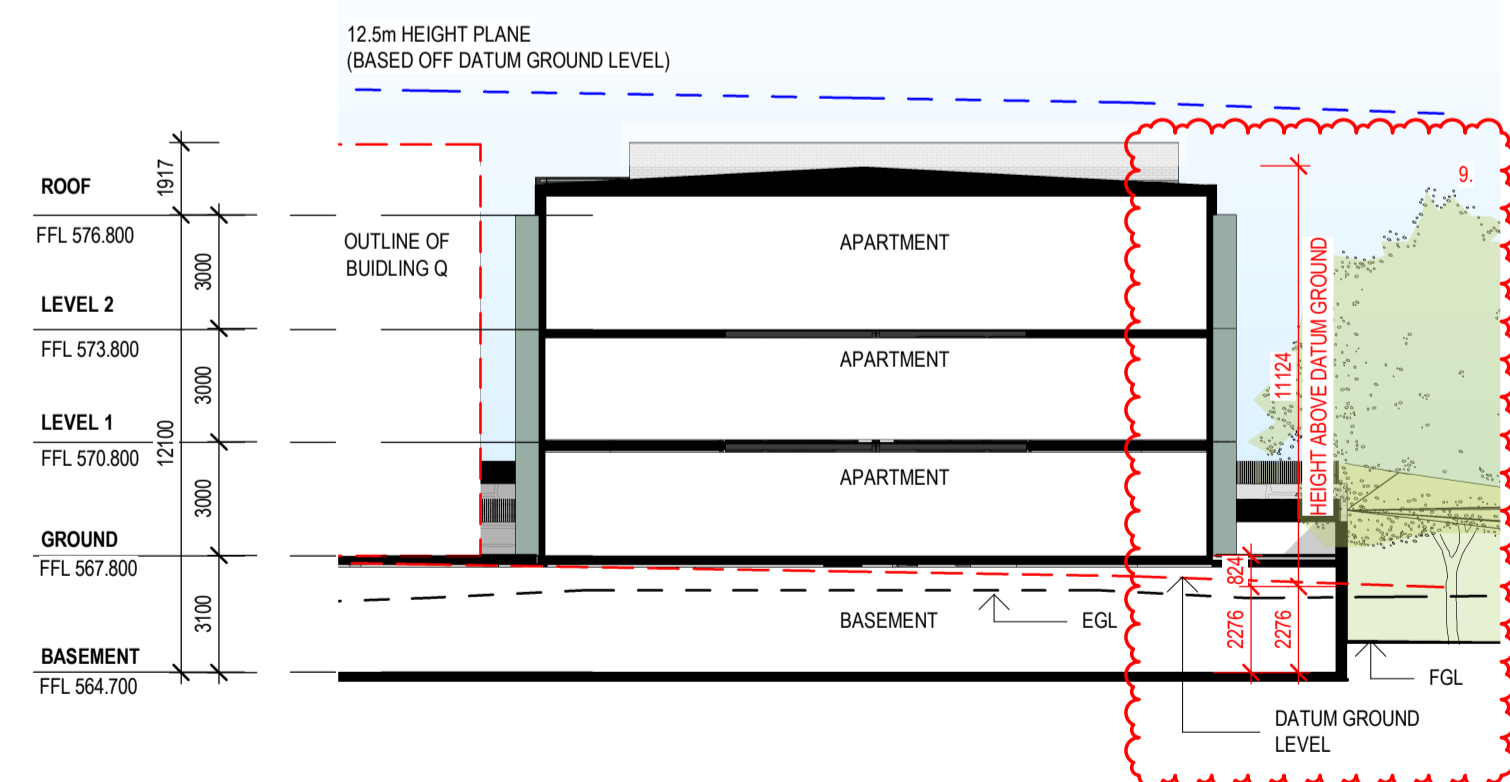 12.5m HEIGHT PLANE
(BASED OFF DATUM GROUND LEVEL)
1917
9.
ROOF
FFL 576.800
OUTLINE OF
BUIDLING Q
APARTMENT
3000
LEVEL 2
FFL 573.800
APARTMENT
3000
11124
HEIGHT ABOVE DATUM GROUND
LEVEL 1
FFL 570.800
12100
APARTMENT
3000
GROUND
FFL 567.800
824
3100
BASEMENT
EGL
2276
2276
BASEMENT
FFL 564.700
FGL
DATUM GROUND
LEVEL